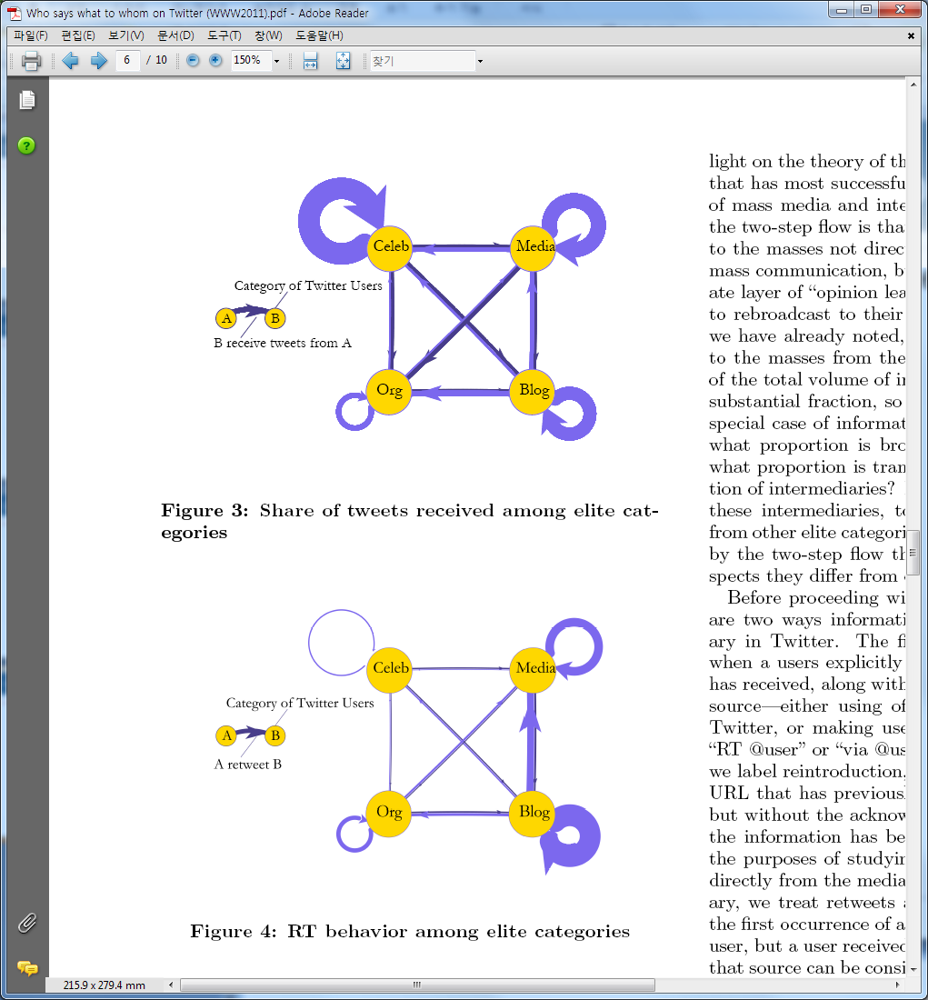 Who says what to whom on Twitter (WWW2011).pdf - Adobe Reader
파일(F) 편집(E) 보기(V) 문서(D) 도구(T) 창(W) 도움말(H)
6 / 10 150% 찾기
Celeb
Media
Category of Twitter Users
A B
B receive tweets from A
Org
Blog
Figure 3: Share of tweets received among elite cat-
egories
Celeb
Media
Category of Twitter Users
A B
A retweet B
Org
Blog
Figure 4: RT behavior among elite categories
light on the theory of th
that has most successfu
of mass media and inte
the two-step flow is tha
to the masses not direc
mass communication, b
ate layer of “opinion lea
to rebroadcast to their
we have already noted,
to the masses from the
of the total volume of i
substantial fraction, so
special case of informat
what proportion is bro
what proportion is tran
tion of intermediaries?
these intermediaries, t
from other elite categori
by the two-step flow th
spects they differ from
Before proceeding wi
are two ways informati
ary in Twitter. The fi
when a users explicitly
has received, along with
source—either using of
Twitter, or making use
“RT @user” or “via @us
we label reintroduction,
URL that has previous
but without the acknow
the information has be
the purposes of studyin
directly from the media
ary, we treat retweets a
the first occurrence of a
user, but a user received
that source can be consi
215.9 x 279.4 mm